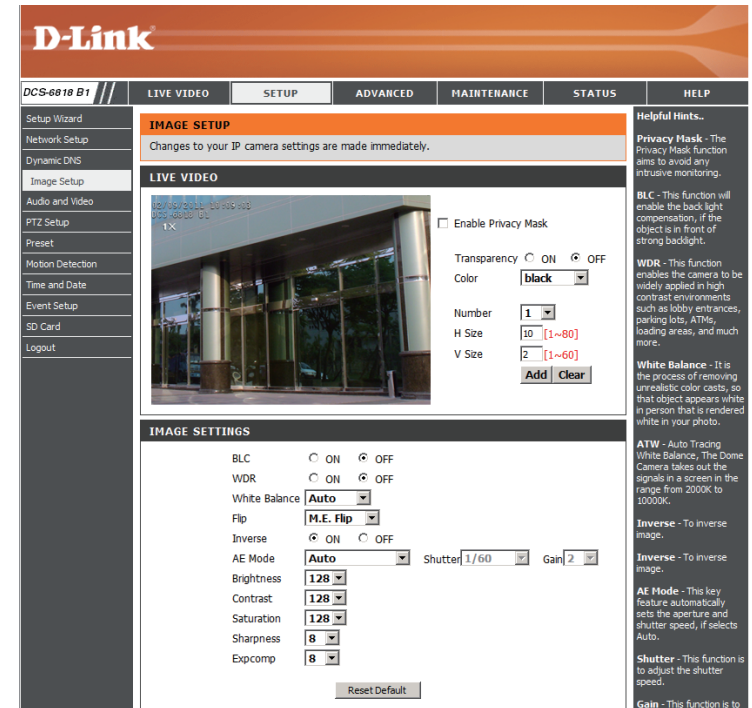 D-Link
DCS-6818 B1
LIVE VIDEO SETUP ADVANCED MAINTENANCE STATUS HELP
Setup Wizard
Network Setup
Dynamic DNS
Image Setup
Audio and Video
PTZ Setup
Preset
Motion Detection
Time and Date
Event Setup
SD Card
Logout
IMAGE SETUP
Changes to your IP camera settings are made immediately.
LIVE VIDEO
DCS-6818 B1
1X
Enable Privacy Mask
Transparency ON OFF
Color black
Number 1
H Size 10 [1~80]
V Size 2 [1~60]
Add Clear
IMAGE SETTINGS
BLC ON OFF
WDR ON OFF
White Balance Auto
Flip M.E. Flip
Inverse ON OFF
AE Mode Auto Shutter 1/60 Gain 2
Brightness 128
Contrast 128
Saturation 128
Sharpness 8
Expcomp 8
Reset Default
Helpful Hints..
Privacy Mask - The
Privacy Mask function
aims to avoid any
intrusive monitoring.
BLC - This function will
enable the back light
compensation, if the
object is in front of
strong backlight.
WDR - This function
enables the camera to be
widely applied in high
contrast environments
such as lobby entrances,
parking lots, ATMs,
loading areas, and much
more.
White Balance - It is
the process of removing
unrealistic color casts, so
that object appears white
in person that is rendered
white in your photo.
ATW - Auto Tracing
White Balance, The Dome
Camera takes out the
signals in a screen in the
range from 2000K to
10000K.
Inverse - To inverse
image.
Inverse - To inverse
image.
AE Mode - This key
feature automatically
sets the aperture and
shutter speed, if selects
Auto.
Shutter - This function is
to adjust the shutter
speed.
Gain - This function is to